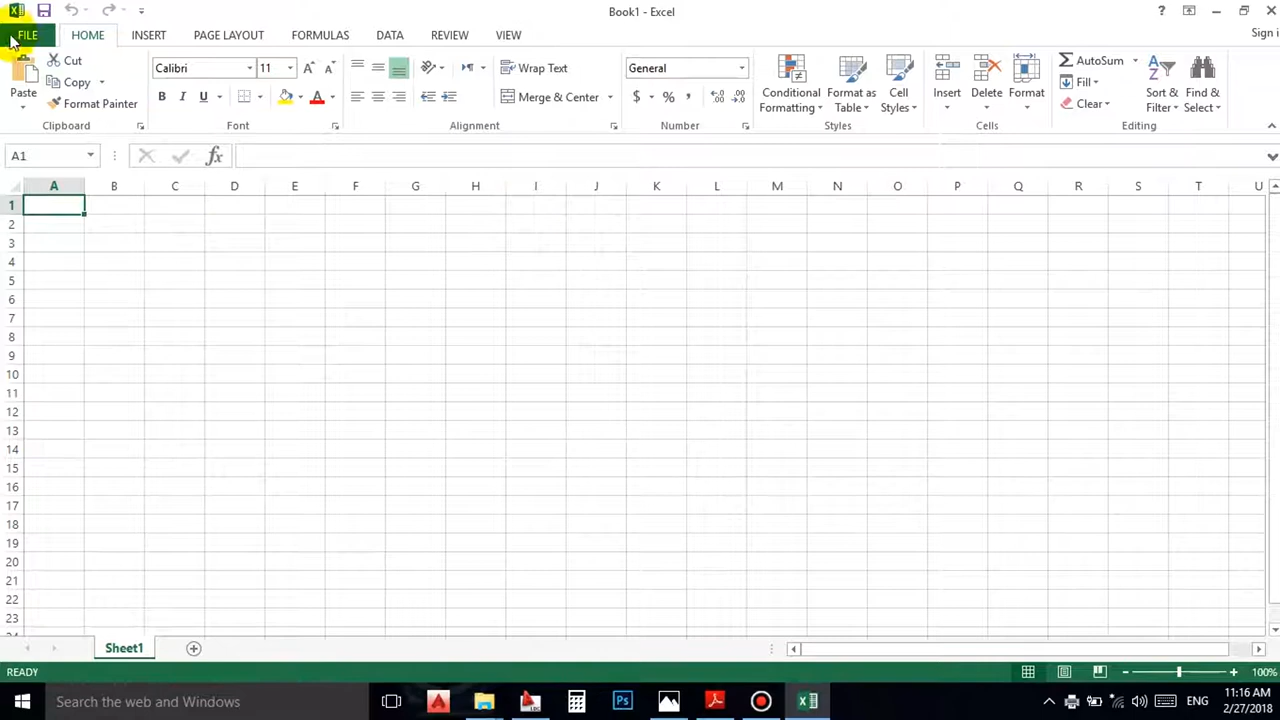 Book1 - Excel
?
FILE HOME INSERT PAGE LAYOUT FORMULAS DATA REVIEW VIEW
Paste
Cut
Copy
Format Painter
Calibri 11
B I U
Wrap Text
Merge & Center
General
$ %
Conditional
Formatting
Format as
Table
Cell
Styles
Insert
Delete
Format
AutoSum
Fill
Clear
Sort &
Filter
Find &
Select
Clipboard Font Alignment Number Styles Cells Editing
A1 fx
A B C D E F G H I J K L M N O P Q R S T U
1
2
3
4
5
6
7
8
9
10
11
12
13
14
15
16
17
18
19
20
21
22
23
Sheet1
READY 100%
Search the web and Windows
ENG
11:16 AM
2/27/2018